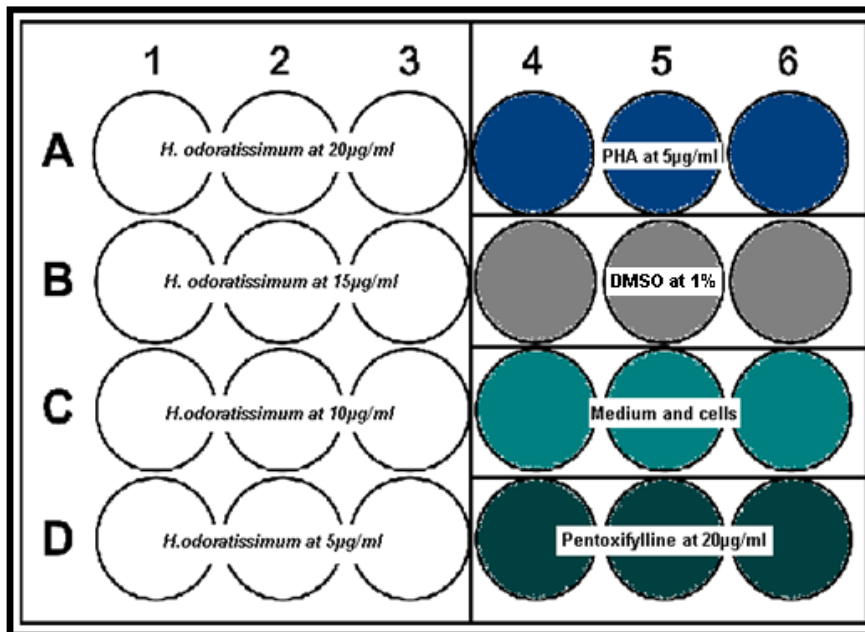 1 2 3 4 5 6
A H. odoratissimum at 20µg/ml PHA at 5µg/ml
B H. odoratissimum at 15µg/ml DMSO at 1%
C H.odoratissimum at 10µg/ml Medium and cells
D H.odoratissimum at 5µg/ml Pentoxifylline at 20µg/ml